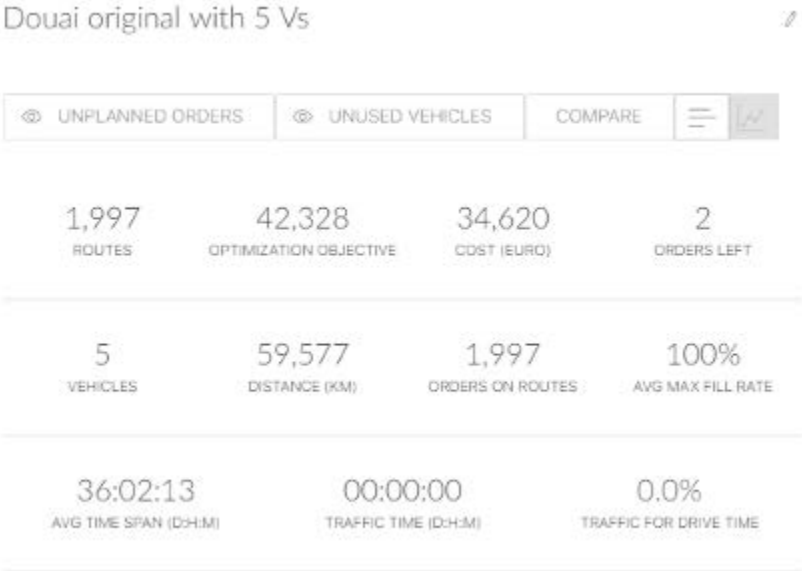 Douai original with 5 Vs
UNPLANNED ORDERS UNUSED VEHICLES COMPARE
1,997 42,328 34,620 2
ROUTES OPTIMIZATION OBJECTIVE COST (EURO) ORDERS LEFT
5 59,577 1,997 100%
VEHICLES DISTANCE (KM) ORDERS ON ROUTES AVG MAX FILL RATE
36:02:13 00:00:00 0.0%
AVG TIME SPAN (D:H:M) TRAFFIC TIME (D:H:M) TRAFFIC FOR DRIVE TIME